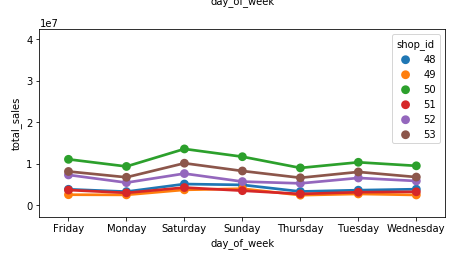 day_of_week
1e7
4
3
2
1
0
total_sales
shop_id
48
49
50
51
52
53
Friday Monday Saturday Sunday Thursday Tuesday Wednesday
day_of_week